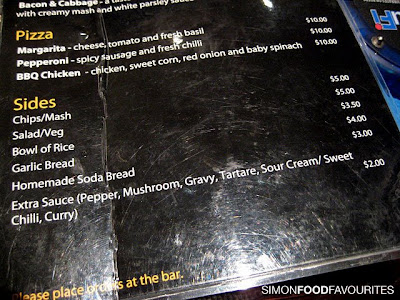 Bacon & Cabbage - a
with creamy mash and white parsley
Pizza
Margarita - cheese, tomato and fresh basil $10.00
Pepperoni - spicy sausage and fresh chilli $10.00
BBQ Chicken - chicken, sweet corn, red onion and baby spinach $10.00
Sides
Chips/Mash $5.00
Salad/Veg $5.00
Bowl of Rice $3.50
Garlic Bread $4.00
Homemade Soda Bread $3.00
Extra Sauce (Pepper, Mushroom, Gravy, Tartare, Sour Cream/ Sweet $2.00
Chilli, Curry)
Please place orders at the bar.
SIMONFOODFAVOURITES